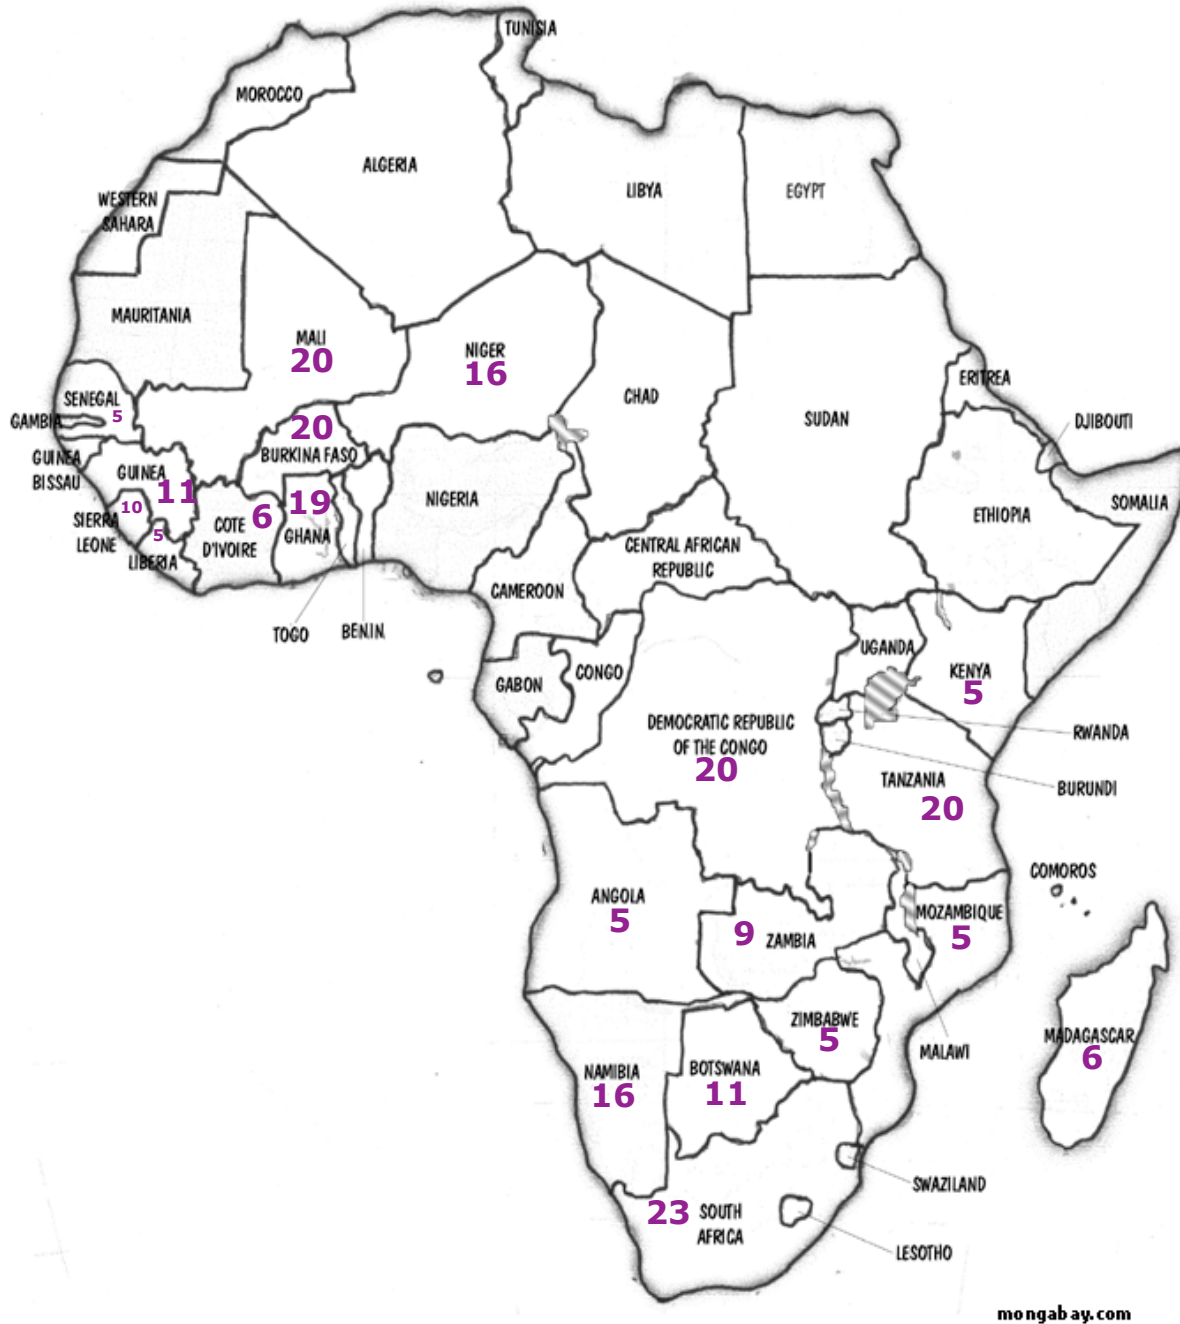 TUNISIA
MOROCCO
ALGERIA
LIBYA
EGYPT
WESTERN
SAHARA
MAURITANIA
MALI
20
NIGER
16
CHAD
SUDAN
ERITREA
DJIBOUTI
SENEGAL
5
GAMBIA
GUINEA
BISSAU
GUINEA
11
20
BURKINA FASO
NIGERIA
ETHIOPIA
SOMALIA
10
SIERRA
LEONE
5
LIBERIA
6
COTE
D'IVOIRE
19
GHANA
CENTRAL AFRICAN
REPUBLIC
CAMEROON
TOGO
BENIN
GABON
CONGO
UGANDA
KENYA
5
DEMOCRATIC REPUBLIC
OF THE CONGO
20
RWANDA
BURUNDI
TANZANIA
20
COMOROS
ANGOLA
5
9
ZAMBIA
MOZAMBIQUE
5
ZIMBABWE
5
MALAWI
MADAGASCAR
6
NAMIBIA
16
BOTSWANA
11
SWAZILAND
23
SOUTH
AFRICA
LESOTHO
mongabay.com